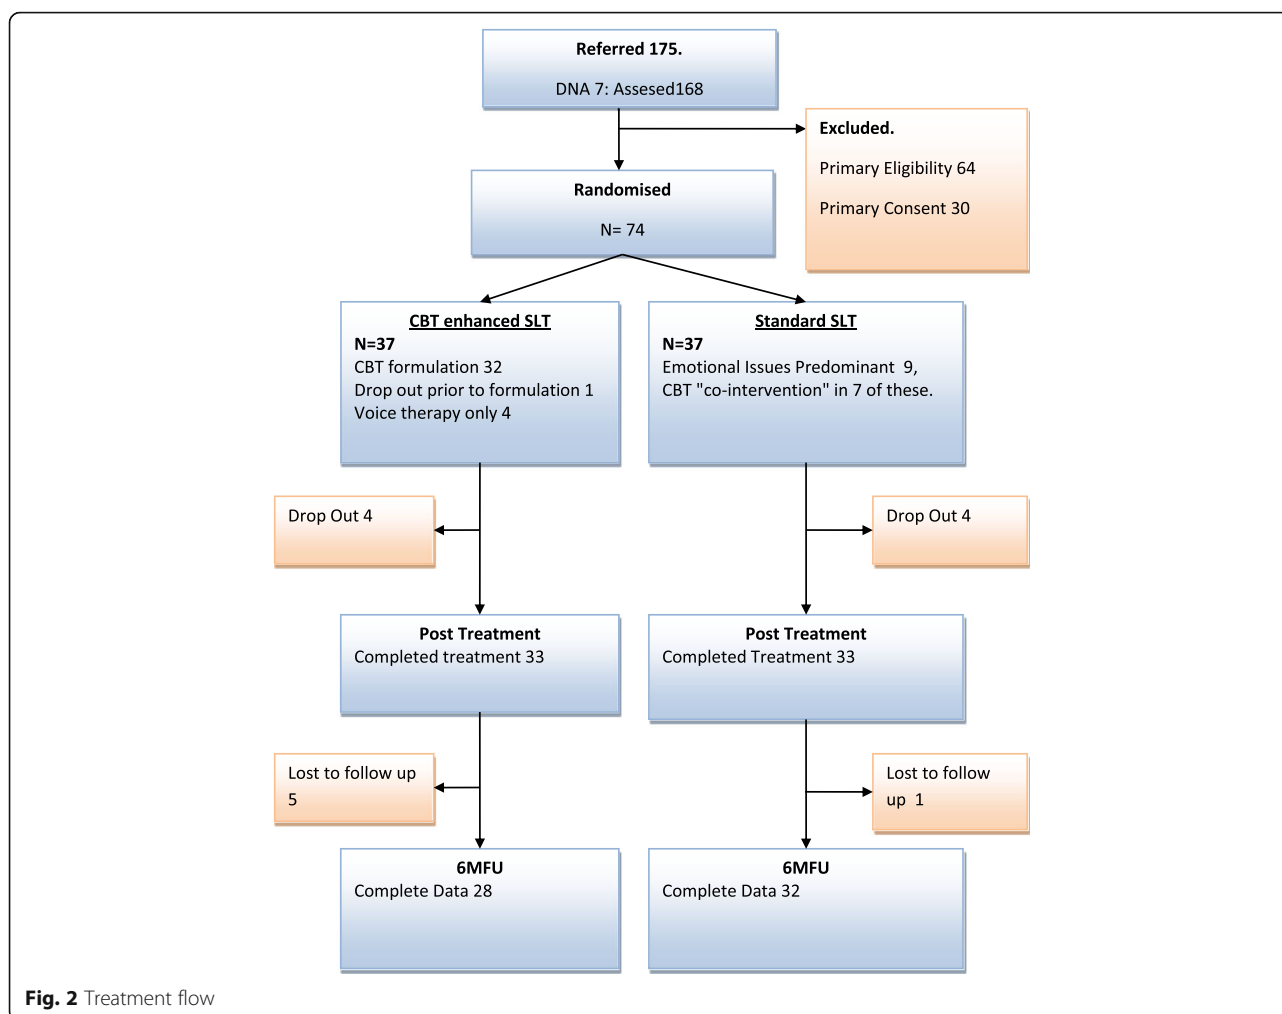 Referred 175.
DNA 7: Assesed168
Excluded.
Primary Eligibility 64
Primary Consent 30
Randomised
N= 74
CBT enhanced SLT
N=37
CBT formulation 32
Drop out prior to formulation 1
Voice therapy only 4
Standard SLT
N=37
Emotional Issues Predominant 9,
CBT "co-intervention" in 7 of these.
Drop Out 4
Drop Out 4
Post Treatment
Completed treatment 33
Post Treatment
Completed Treatment 33
Lost to follow up
5
Lost to follow
up 1
6MFU
Complete Data 28
6MFU
Complete Data 32
Fig. 2 Treatment flow